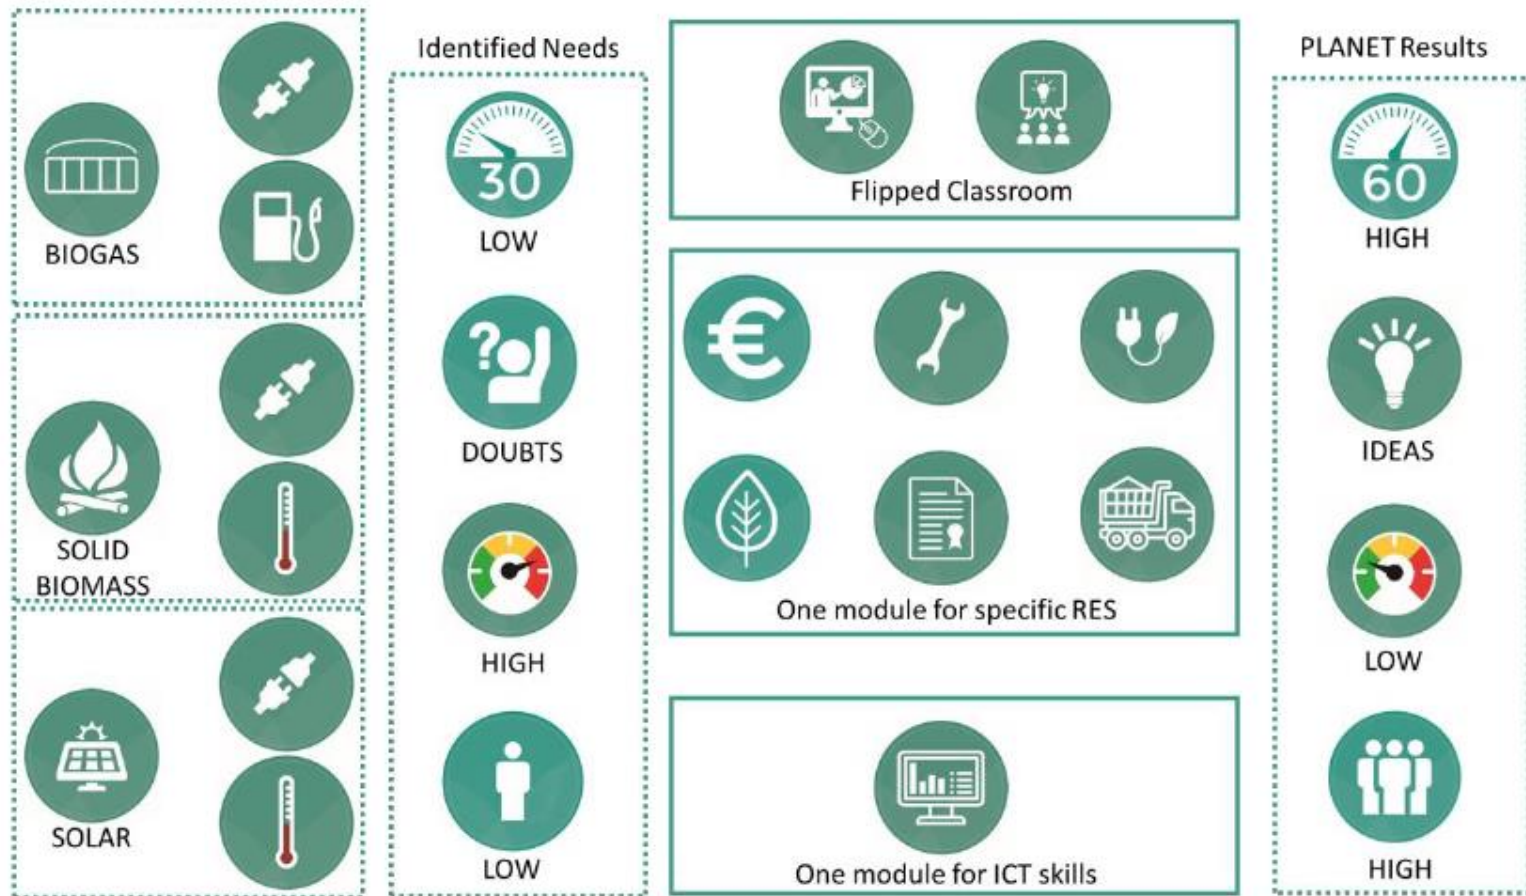 BIOGAS
SOLID
BIOMASS
SOLAR
Identified Needs
30
LOW
?
DOUBTS
HIGH
LOW
Flipped Classroom
€
One module for specific RES
One module for ICT skills
PLANET Results
60
HIGH
IDEAS
LOW
HIGH